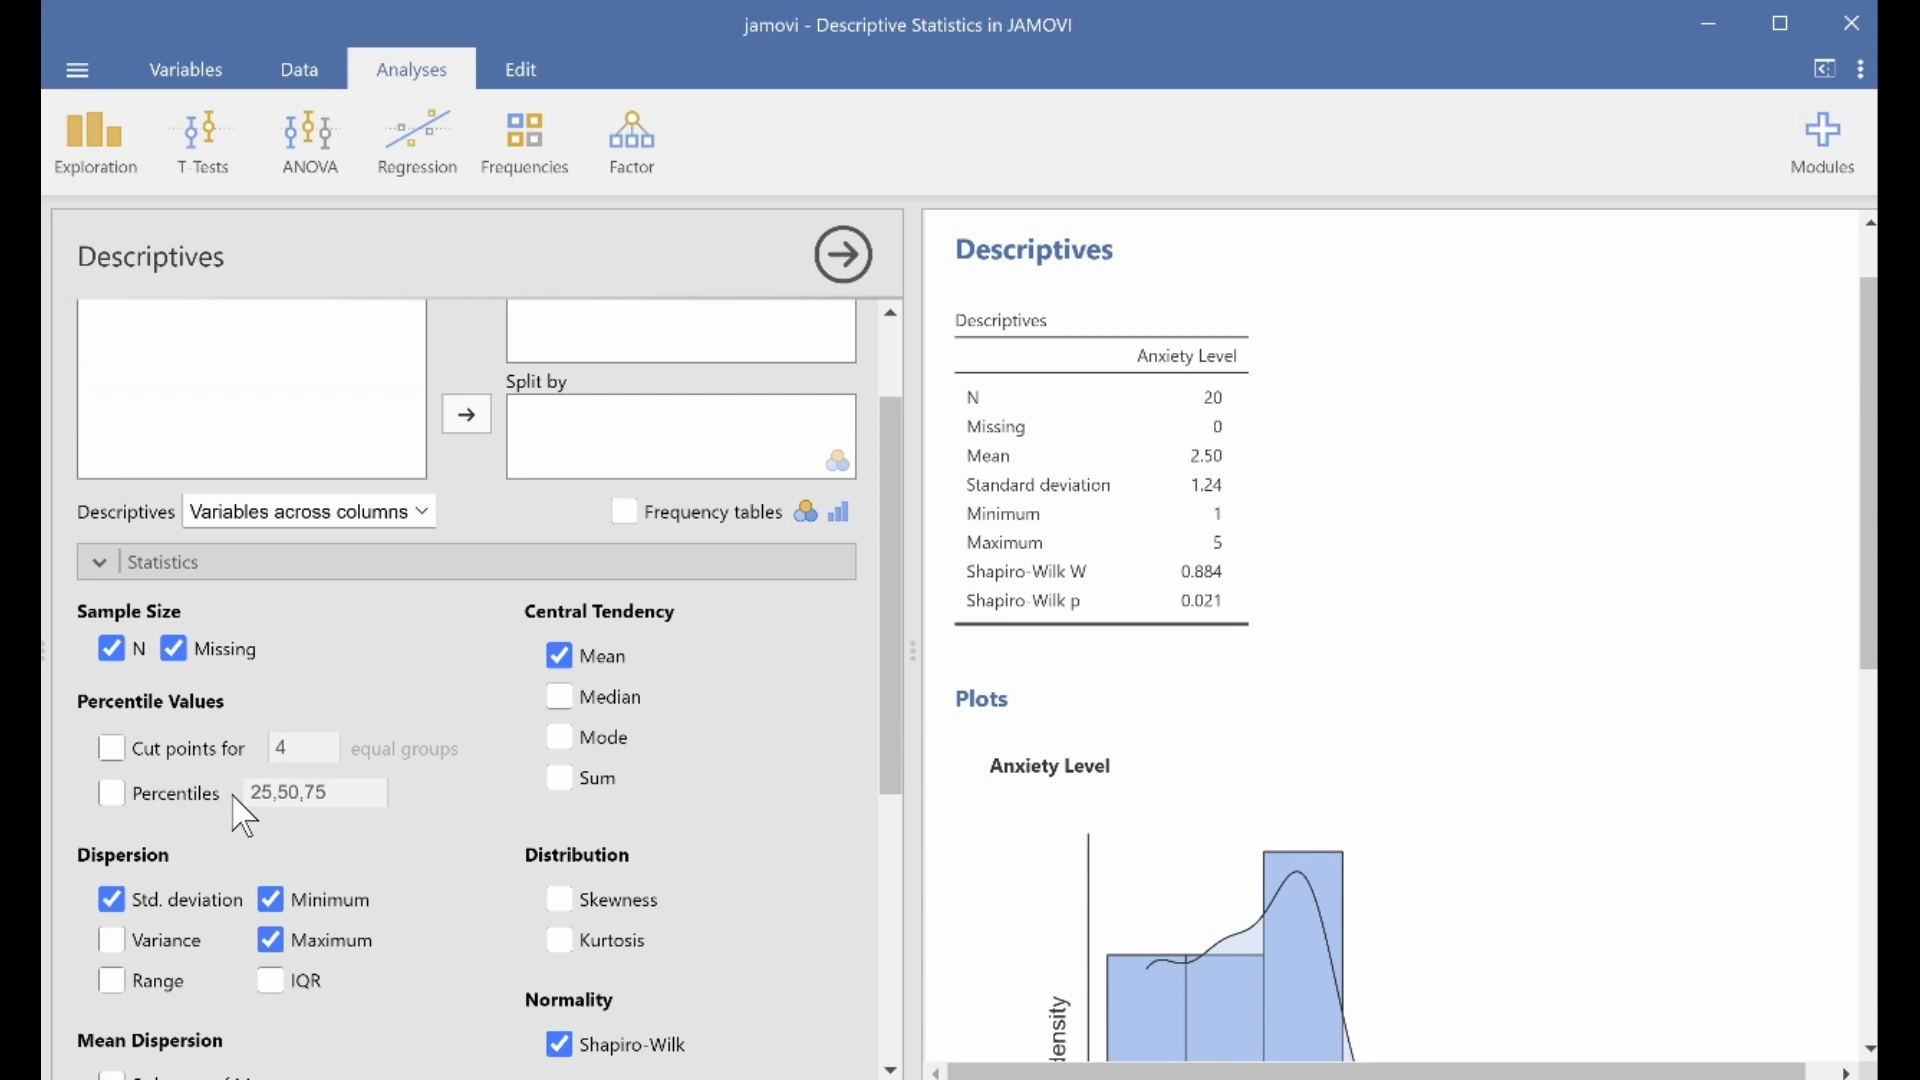 jamovi - Descriptive Statistics in JAMOVI
Variables Data Analyses Edit
Exploration T-Tests ANOVA Regression Frequencies Factor Modules
Descriptives
Split by
Descriptives Variables across columns Frequency tables
Statistics
Sample Size
N Missing
Percentile Values
Cut points for 4 equal groups
Percentiles 25,50,75
Dispersion
Std. deviation Minimum
Variance Maximum
Range IQR
Mean Dispersion
Central Tendency
Mean
Median
Mode
Sum
Distribution
Skewness
Kurtosis
Normality
Shapiro-Wilk
Descriptives
Descriptives
Anxiety Level
N 20
Missing 0
Mean 2.50
Standard deviation 1.24
Minimum 1
Maximum 5
Shapiro-Wilk W 0.884
Shapiro-Wilk p 0.021
Plots
Anxiety Level
density